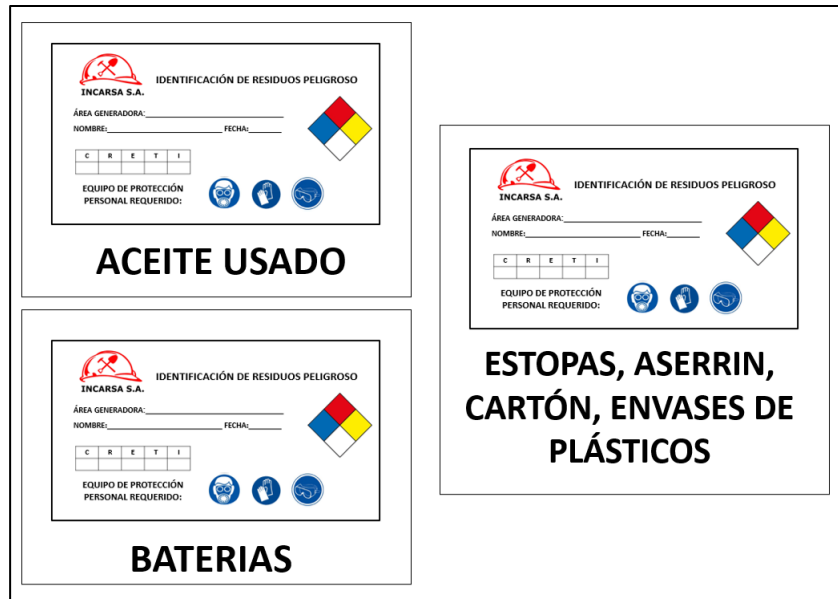 INCARSA S.A.
IDENTIFICACIÓN DE RESIDUOS PELIGROSO
ÁREA GENERADORA:
NOMBRE: FECHA:
C R E T I
EQUIPO DE PROTECCIÓN
PERSONAL REQUERIDO:
ACEITE USADO
INCARSA S.A.
IDENTIFICACIÓN DE RESIDUOS PELIGROSO
ÁREA GENERADORA:
NOMBRE: FECHA:
C R E T I
EQUIPO DE PROTECCIÓN
PERSONAL REQUERIDO:
BATERIAS
INCARSA S.A.
IDENTIFICACIÓN DE RESIDUOS PELIGROSO
ÁREA GENERADORA:
NOMBRE: FECHA:
C R E T I
EQUIPO DE PROTECCIÓN
PERSONAL REQUERIDO:
ESTOPAS, ASERRIN,
CARTÓN, ENVASES DE
PLÁSTICOS